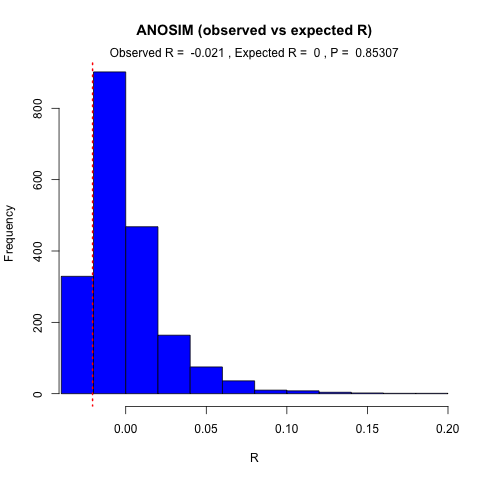 ANOSIM (observed vs expected R)
Observed R =  -0.021 , Expected R =  0 , P =  0.85307
Frequency
800
600
400
200
0
0.00 0.05 0.10 0.15 0.20
R